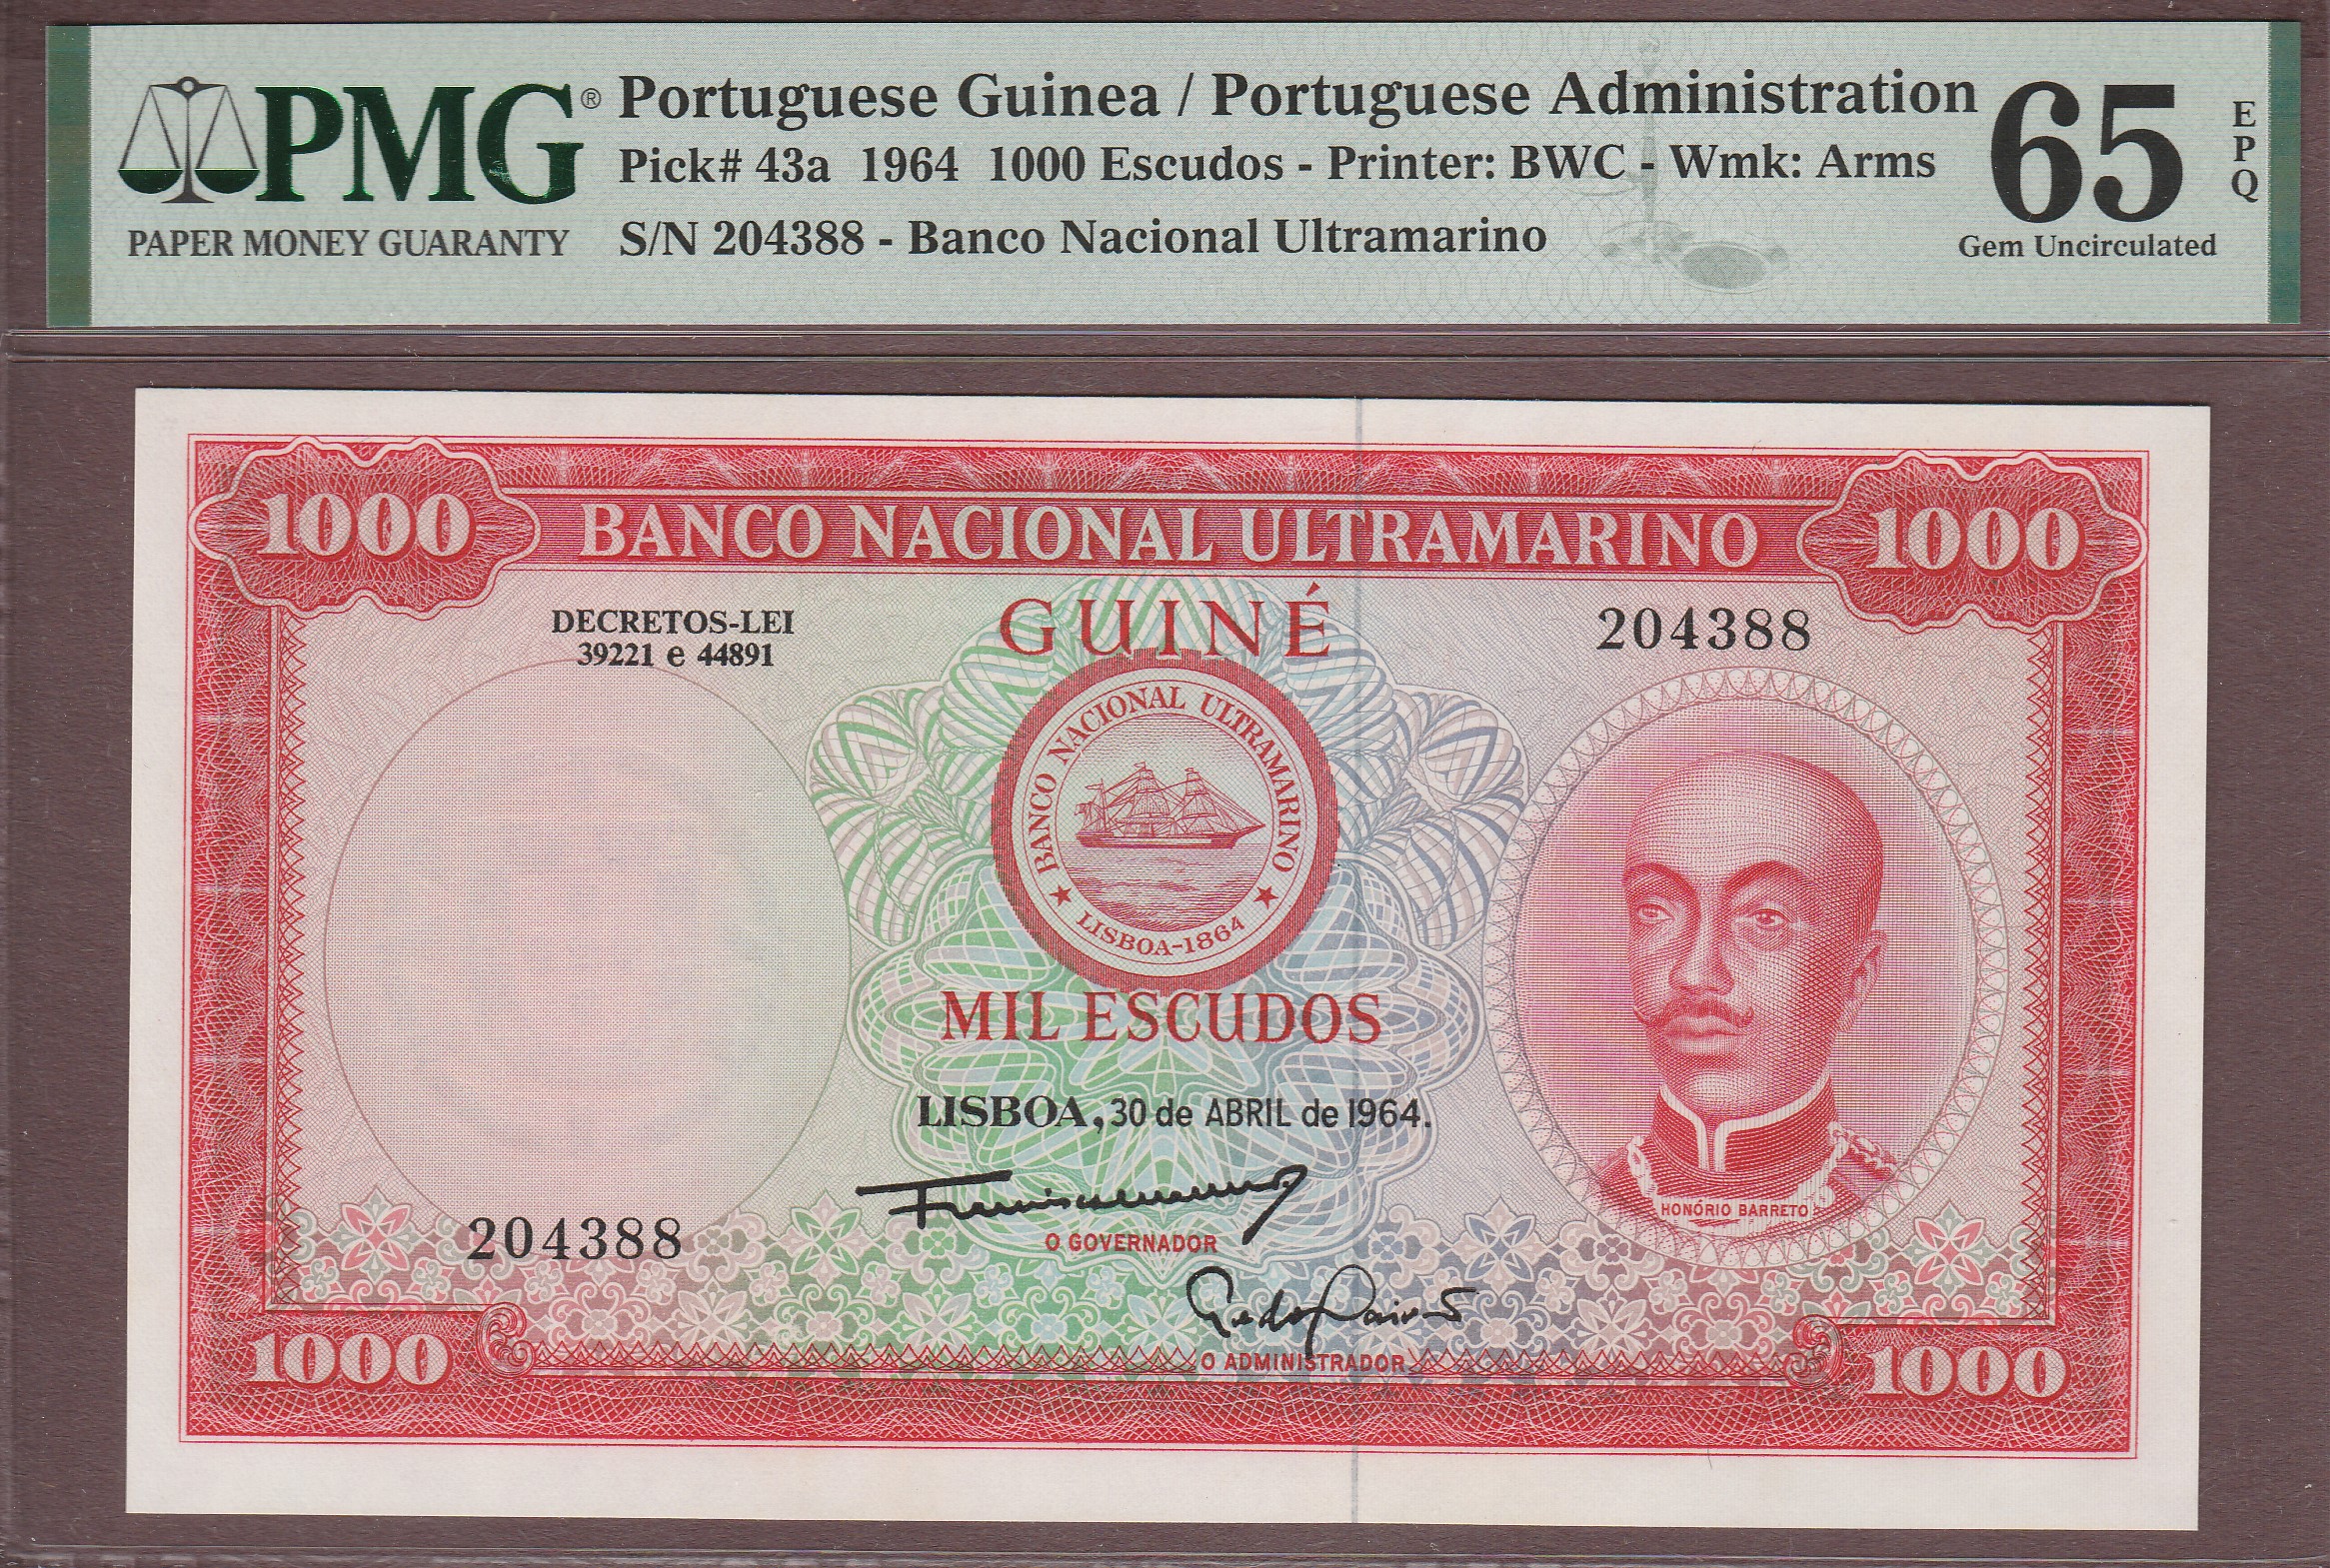 PMG®
PAPER MONEY GUARANTY
Portuguese Guinea / Portuguese Administration
Pick# 43a 1964 1000 Escudos - Printer: BWC - Wmk: Arms
S/N 204388 - Banco Nacional Ultramarino
65
EPQ
Gem Uncirculated
1000 BANCO NACIONAL ULTRAMARINO 1000
DECRETOS-LEI
39221 e 44891
GUINÉ
204388
BANCO NACIONAL ULTRAMARINO
LISBOA-1864
MIL ESCUDOS
LISBOA, 30 de ABRIL de 1964.
HONÓRIO BARRETO
204388
O GOVERNADOR
O ADMINISTRADOR
1000 1000